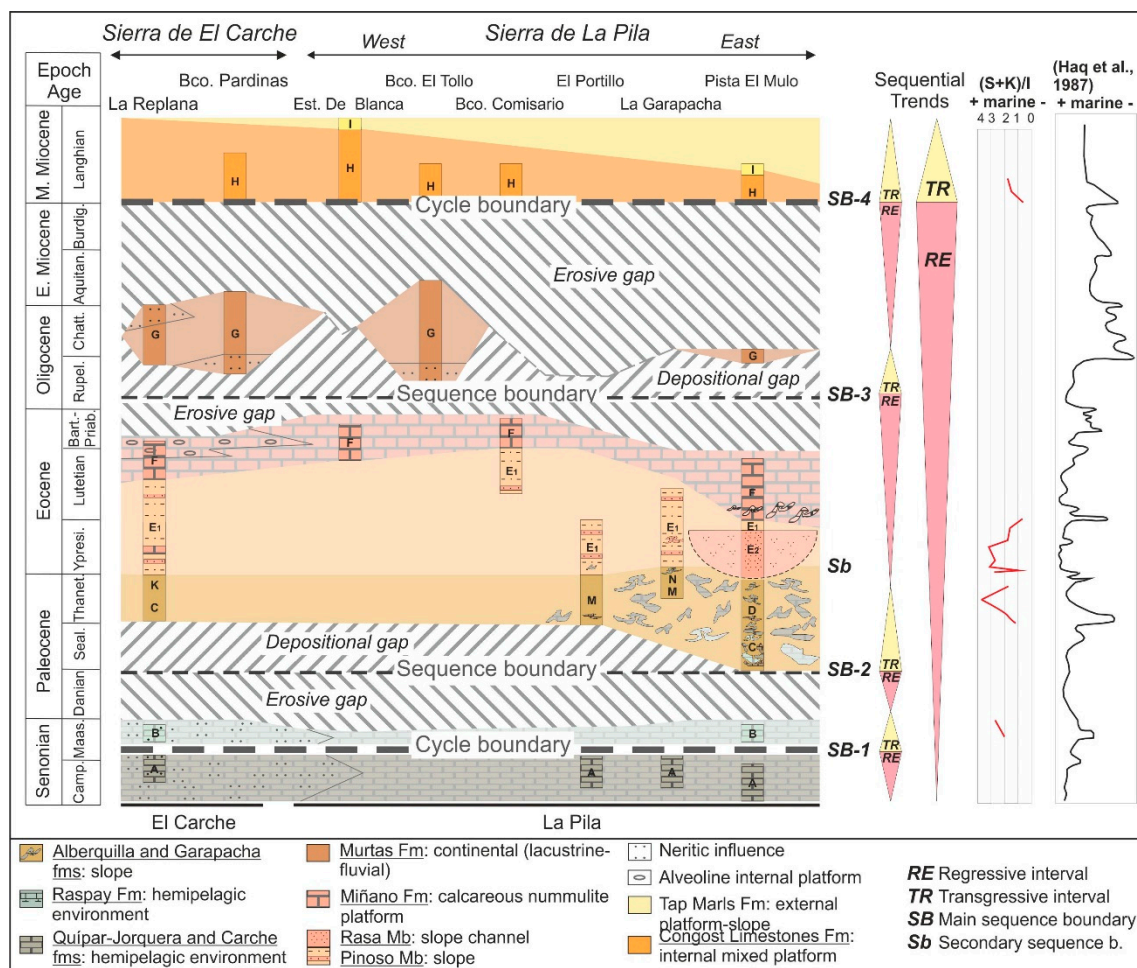 Sierra de El Carche
Sierra de La Pila
West
East
Bco. Pardinas
Bco. El Tollo
El Portillo
Pista El Mulo
La Replana
Est. De Blanca
Bco. Comisario
La Garapacha
Epoch
Age
Sequential
Trends
(S+K)/I
+ marine -
4 3 2 1 0
(Haq et al.,
1987)
+ marine -
M. Miocene
Langhian
E. Miocene
Burdig.
Aquitan.
Oligocene
Chatt.
Rupel.
Eocene
Bart.-
Priab.
Lutetian
Ypresi.
Paleocene
Thanet.
Seal.
Danian
Senonian
Maas.
Camp.
I
H
H
H
H
I
H
Cycle boundary
SB-4
TR
RE
TR
RE
Erosive gap
G
G
G
G
Depositional gap
Sequence boundary
SB-3
TR
RE
Erosive gap
F
F
F
F
E1
E1
E1
E1
E1
E2
Sb
K
C
M
N
M
D
C
Depositional gap
Sequence boundary
SB-2
TR
RE
Erosive gap
B
B
Cycle boundary
SB-1
TR
RE
A
A
A
A
El Carche
La Pila
Alberquilla and Garapacha
fms: slope
Raspay Fm: hemipelagic
environment
Quípar-Jorquera and Carche
fms: hemipelagic environment
Murtas Fm: continental (lacustrine-
fluvial)
Miñano Fm: calcareous nummulite
platform
Rasa Mb: slope channel
Pinoso Mb: slope
Neritic influence
Alveoline internal platform
Tap Marls Fm: external
platform-slope
Congost Limestones Fm:
internal mixed platform
RE Regressive interval
TR Transgressive interval
SB Main sequence boundary
Sb Secondary sequence b.